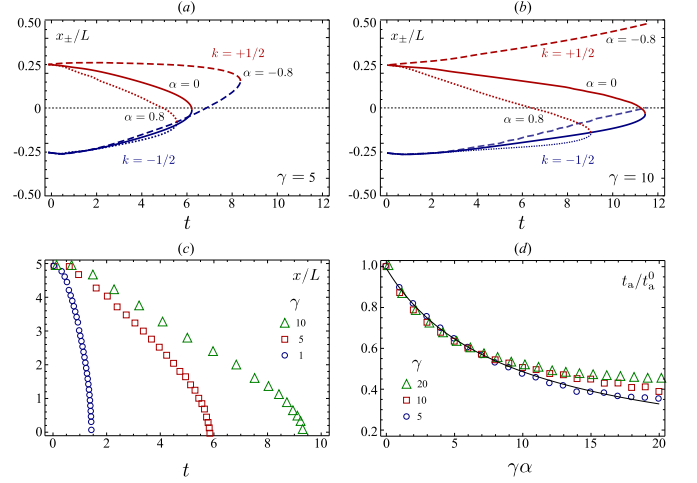 (a)
x±/L
k = +1/2
α = −0.8
α = 0
α = 0.8
k = −1/2
γ = 5
0.50
0.25
0
-0.25
-0.50
0 2 4 6 8 10 12
t
(b)
x±/L
α = −0.8
k = +1/2
α = 0
α = 0.8
k = −1/2
γ = 10
0.50
0.25
0
-0.25
-0.50
0 2 4 6 8 10 12
t
(c)
x/L
γ
10
5
1
5
4
3
2
1
0
0 2 4 6 8 10
t
(d)
tₐ/tₐ⁰
γ
20
10
5
1.0
0.8
0.6
0.4
0.2
0 5 10 15 20
γα